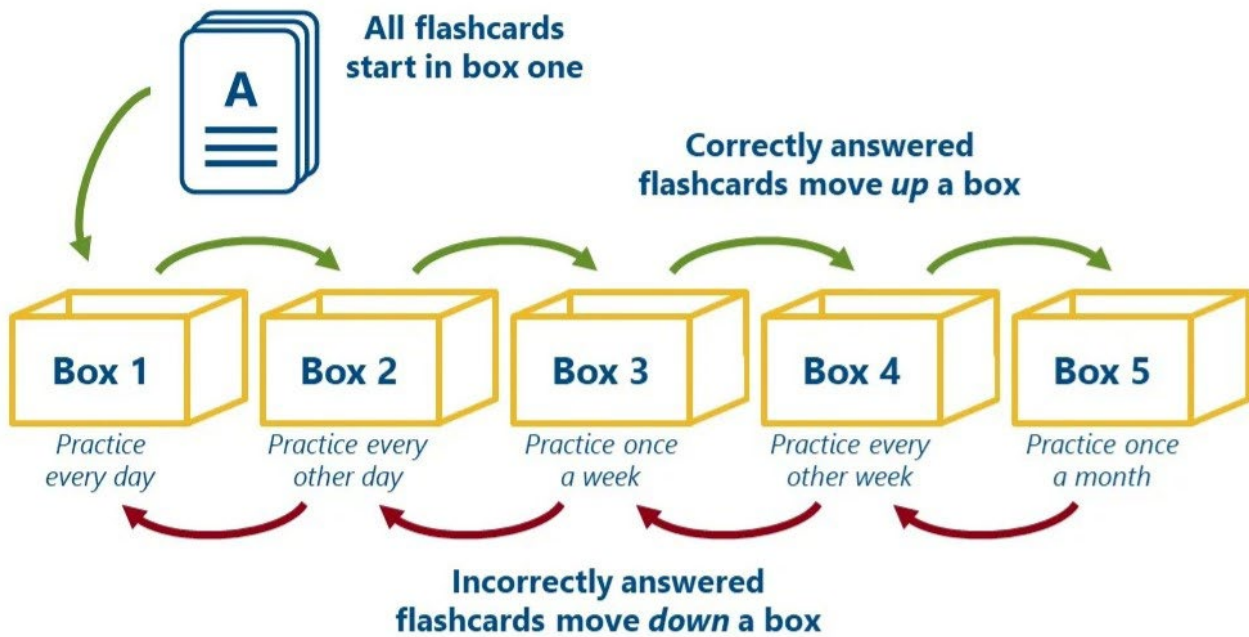 All flashcards
start in box one
A
Correctly answered
flashcards move up a box
Box 1
Box 2
Box 3
Box 4
Box 5
Practice
every day
Practice every
other day
Practice once
a week
Practice every
other week
Practice once
a month
Incorrectly answered
flashcards move down a box